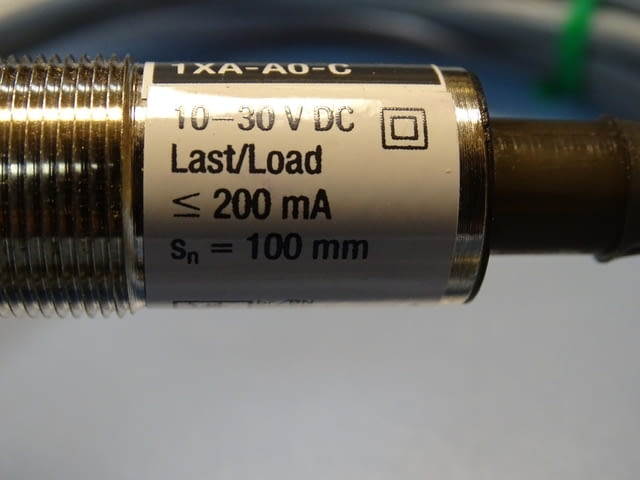 1XA-A0-C
10-30 V DC
Last/Load
≤ 200 mA
sₙ = 100 mm